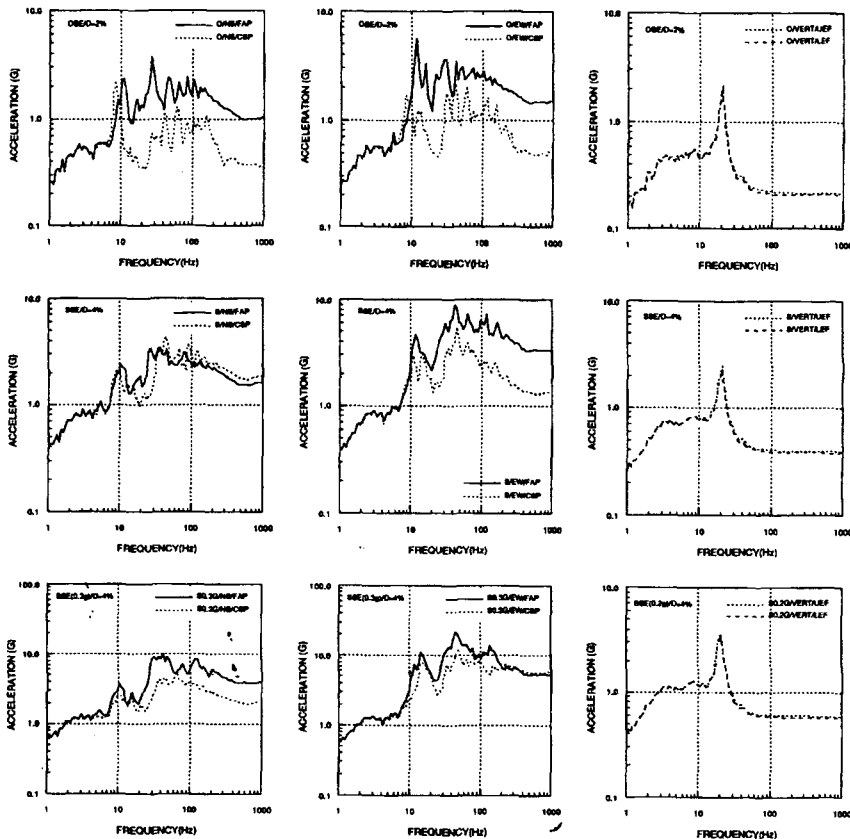 10.0
OBE/D=2%
O/NS/FAP
O/NS/CSP
ACCELERATION (G)
1.0
0.1
1 10 100 1000
FREQUENCY(Hz)
10.0
OBE/D=2%
O/EW/FAP
O/EW/CSP
ACCELERATION (G)
1.0
0.1
1 10 100 1000
FREQUENCY(Hz)
10.0
OBE/D=2%
O/VERT/UEF
O/VERT/LEF
ACCELERATION (G)
1.0
0.1
1 10 100 1000
FREQUENCY(Hz)
10.0
SSE/D=4%
S/NS/FAP
S/NS/CSP
ACCELERATION (G)
1.0
0.1
1 10 100 1000
FREQUENCY(Hz)
10.0
SSE/D=4%
ACCELERATION (G)
1.0
S/EW/FAP
S/EW/CSP
0.1
1 10 100 1000
FREQUENCY(Hz)
10.0
SSE/D=4%
S/VERT/UEF
S/VERT/LEF
ACCELERATION (G)
1.0
0.1
1 10 100 1000
FREQUENCY(Hz)
100.0
SSE(0.3g)/D=4%
S0.3G/NS/FAP
S0.3G/NS/CSP
ACCELERATION (G)
10.0
1.0
0.1
1 10 100 1000
FREQUENCY(Hz)
100.0
SSE(0.3g)/D=4%
S0.3G/EW/FAP
S0.3G/EW/CSP
ACCELERATION (G)
10.0
1.0
0.1
1 10 100 1000
FREQUENCY(Hz)
10.0
SSE(0.2g)/D=4%
S0.2G/VERT/UEF
S0.2G/VERT/LEF
ACCELERATION (G)
1.0
0.1
1 10 100 1000
FREQUENCY(Hz)